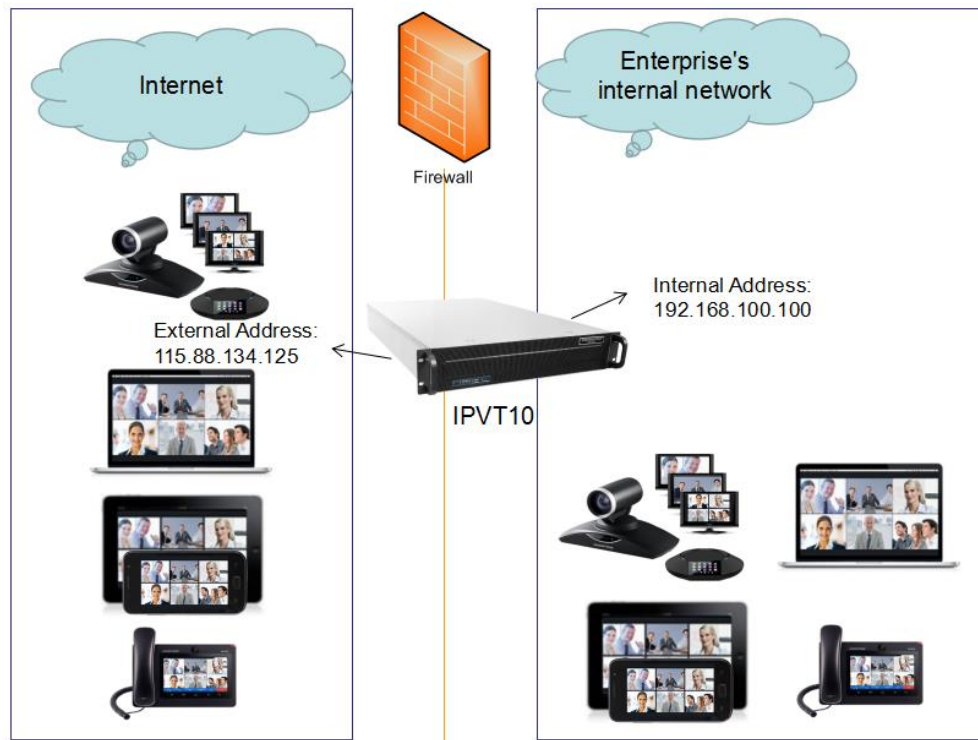 Internet
Firewall
Enterprise's
internal network
External Address:
115.88.134.125
Internal Address:
192.168.100.100
IPVT10